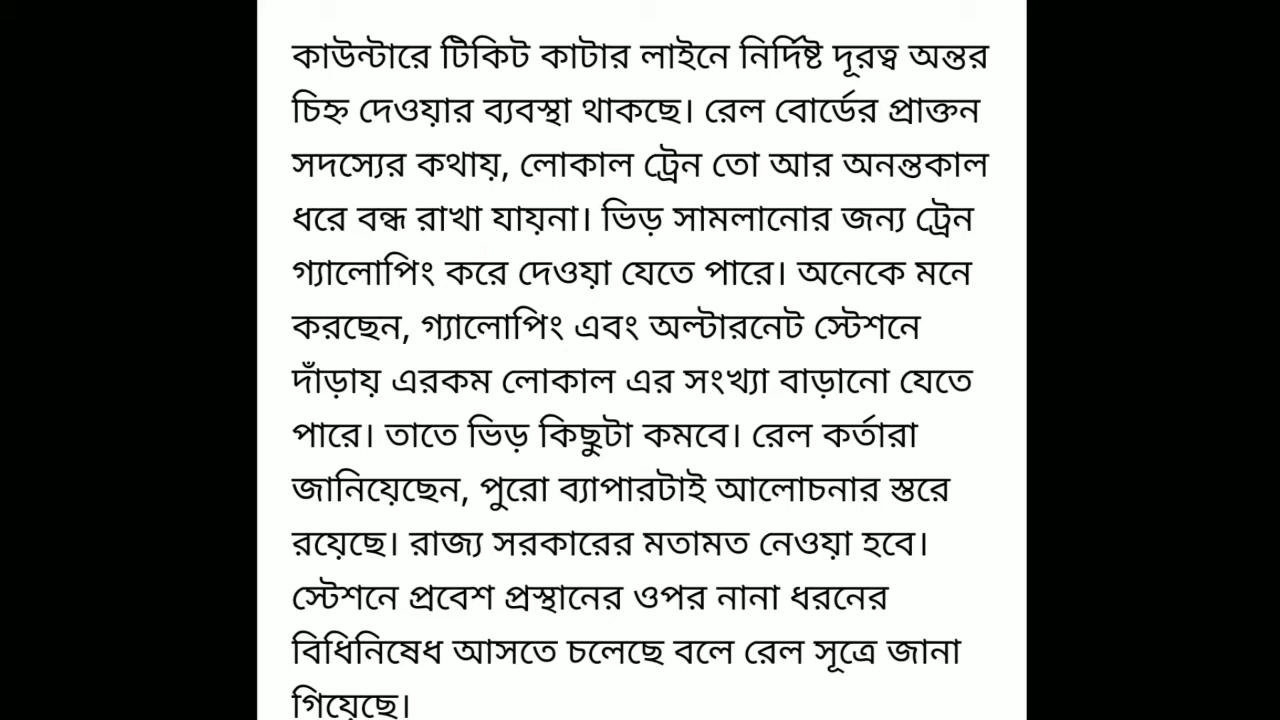 কাউন্টারে টিকিট কাটার লাইনে নির্দিষ্ট দূরত্ব অন্তর
চিহ্ন দেওয়ার ব্যবস্থা থাকছে। রেল বোর্ডের প্রাক্তন
সদস্যের কথায়, লোকাল ট্রেন তো আর অনন্তকাল
ধরে বন্ধ রাখা যায়না। ভিড় সামলানোর জন্য ট্রেন
গ্যালোপিং করে দেওয়া যেতে পারে। অনেকে মনে
করছেন, গ্যালোপিং এবং অল্টারনেট স্টেশনে
দাঁড়ায় এরকম লোকাল এর সংখ্যা বাড়ানো যেতে
পারে। তাতে ভিড় কিছুটা কমবে। রেল কর্তারা
জানিয়েছেন, পুরো ব্যাপারটাই আলোচনার স্তরে
রয়েছে। রাজ্য সরকারের মতামত নেওয়া হবে।
স্টেশনে প্রবেশ প্রস্থানের ওপর নানা ধরনের
বিধিনিষেধ আসতে চলেছে বলে রেল সূত্রে জানা
গিয়েছে।